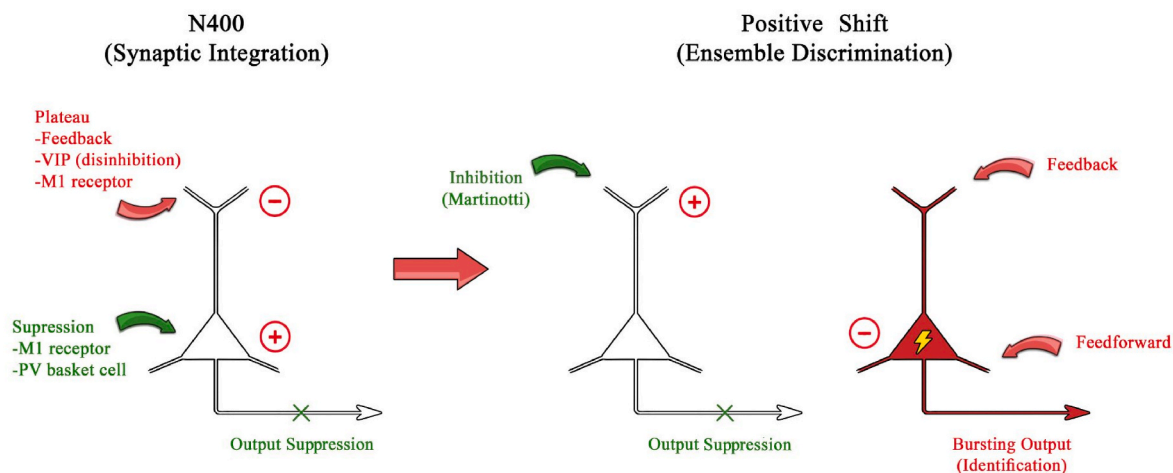 N400
(Synaptic Integration)
Positive Shift
(Ensemble Discrimination)
Plateau
-Feedback
-VIP (disinhibition)
-M1 receptor
−
Supression
-M1 receptor
-PV basket cell
+
Output Suppression
Inhibition
(Martinotti)
+
Output Suppression
Feedback
−
Feedforward
Bursting Output
(Identification)